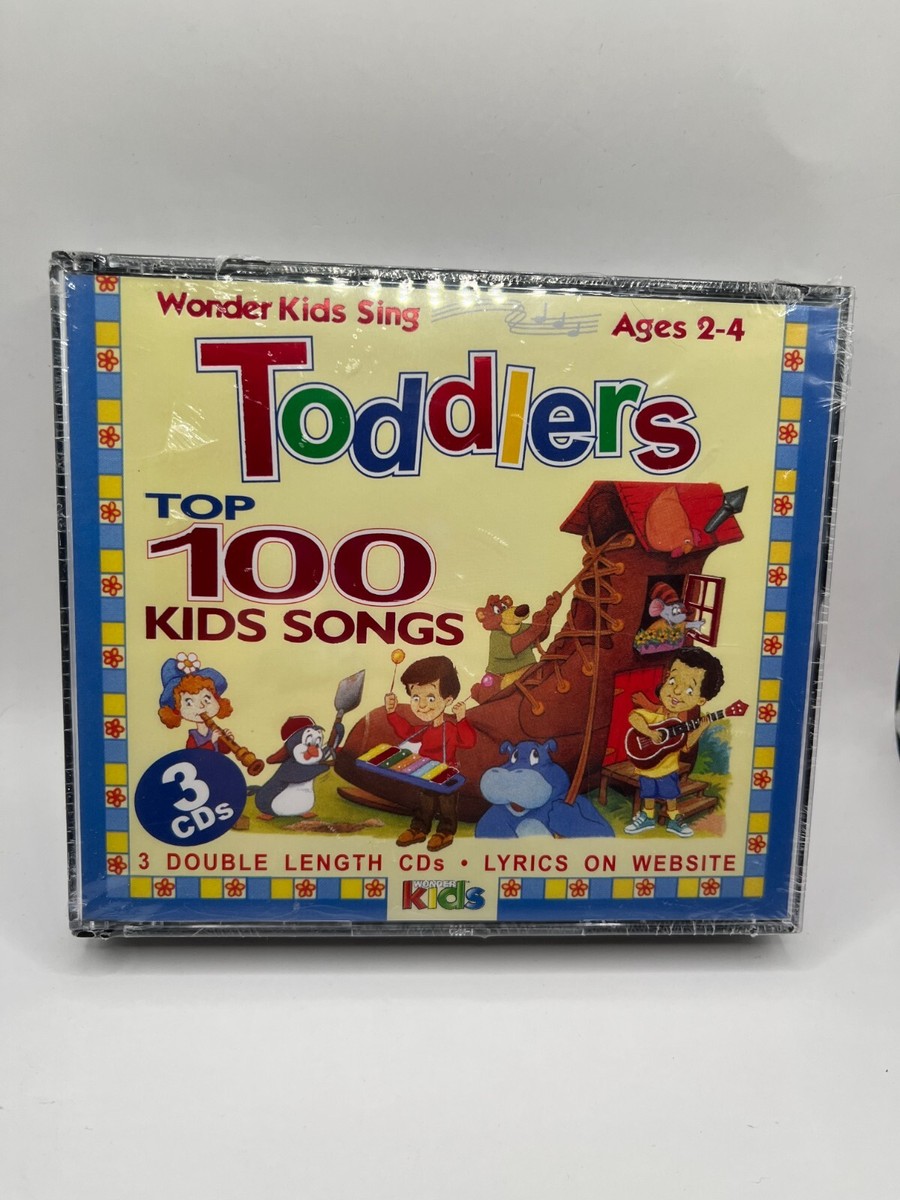 Wonder Kids Sing
Ages 2-4
Toddlers
TOP
100
KIDS SONGS
3
CDs
3 DOUBLE LENGTH CDs • LYRICS ON WEBSITE
WONDER
kids